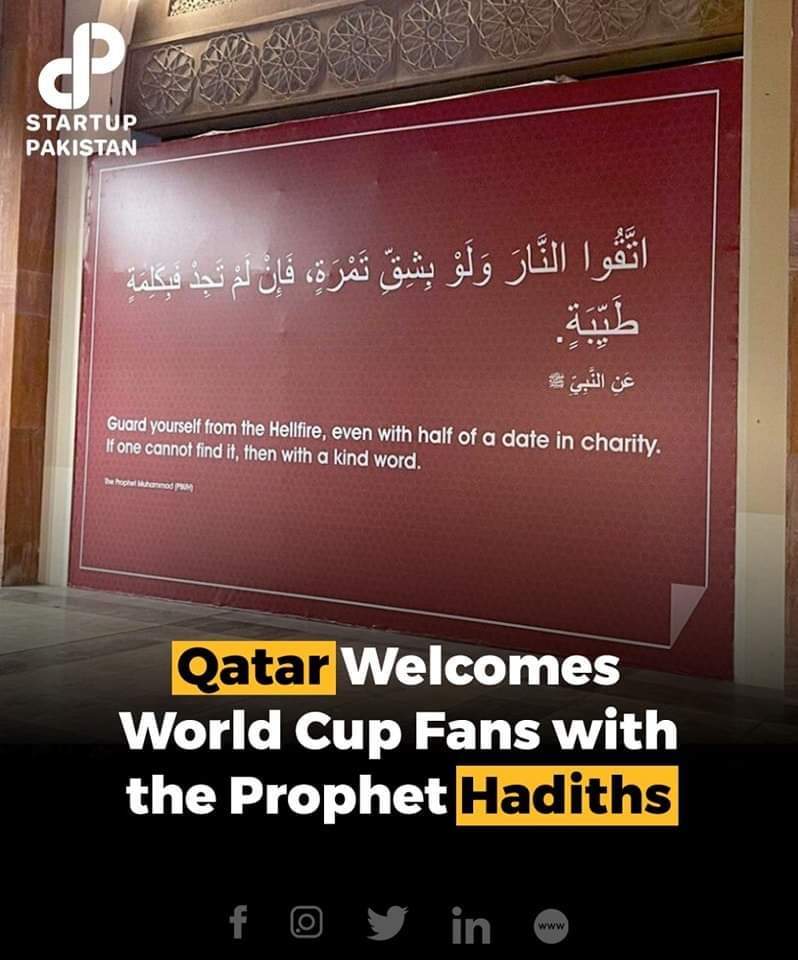 STARTUP
PAKISTAN
اتَّقُوا النَّارَ وَلَوْ بِشِقِّ تَمْرَةٍ، فَإِنْ لَمْ تَجِدْ فَبِكَلِمَةٍ
طَيِّبَةٍ.
عَنِ النَّبِيِّ ﷺ
Guard yourself from the Hellfire, even with half of a date in charity.
If one cannot find it, then with a kind word.
The Prophet Muhammad (PBUH)
Qatar Welcomes
World Cup Fans with
the Prophet Hadiths
f in www